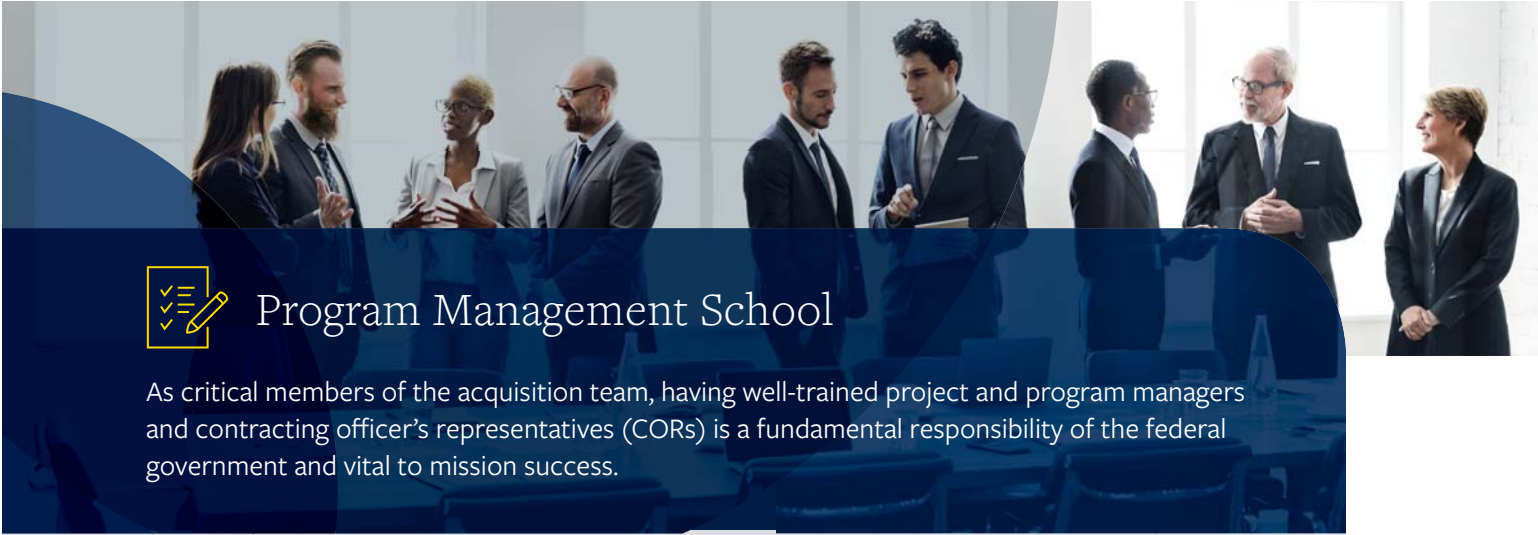 Program Management School
As critical members of the acquisition team, having well-trained project and program managers
and contracting officer's representatives (CORs) is a fundamental responsibility of the federal
government and vital to mission success.